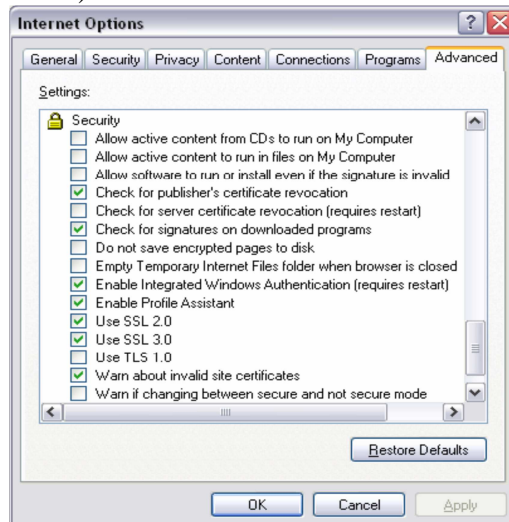 Internet Options
General Security Privacy Content Connections Programs Advanced
Settings:
Security
Allow active content from CDs to run on My Computer
Allow active content to run in files on My Computer
Allow software to run or install even if the signature is invalid
Check for publisher's certificate revocation
Check for server certificate revocation (requires restart)
Check for signatures on downloaded programs
Do not save encrypted pages to disk
Empty Temporary Internet Files folder when browser is closed
Enable Integrated Windows Authentication (requires restart)
Enable Profile Assistant
Use SSL 2.0
Use SSL 3.0
Use TLS 1.0
Warn about invalid site certificates
Warn if changing between secure and not secure mode
Restore Defaults
OK Cancel Apply